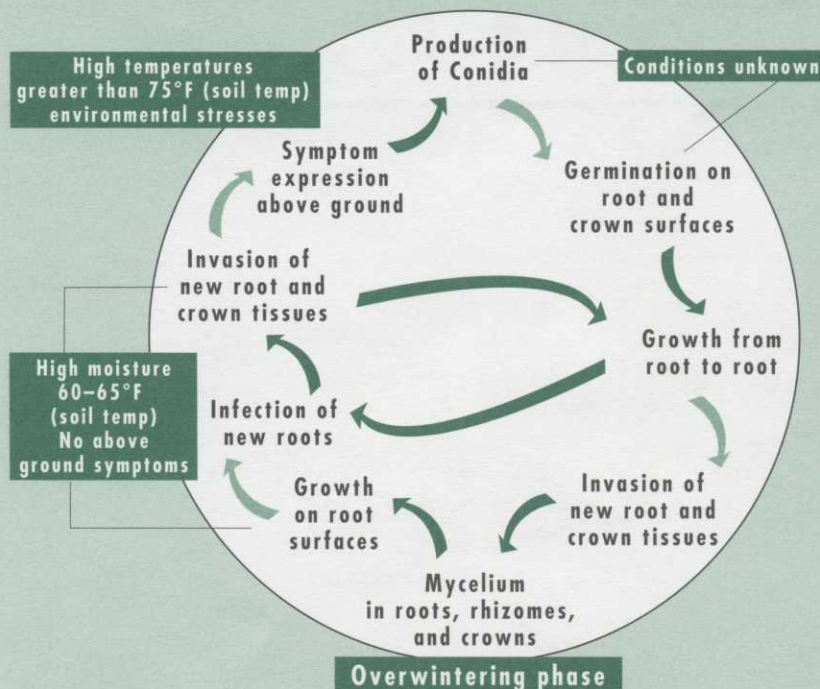 Production
of Conidia
Conditions unknown
High temperatures
greater than 75°F (soil temp)
environmental stresses
Symptom
expression
above ground
Germination on
root and
crown surfaces
Invasion of
new root and
crown tissues
Growth from
root to root
High moisture
60–65°F
(soil temp)
No above
ground symptoms
Infection of
new roots
Growth
on root
surfaces
Invasion of
new root and
crown tissues
Mycelium
in roots, rhizomes,
and crowns
Overwintering phase